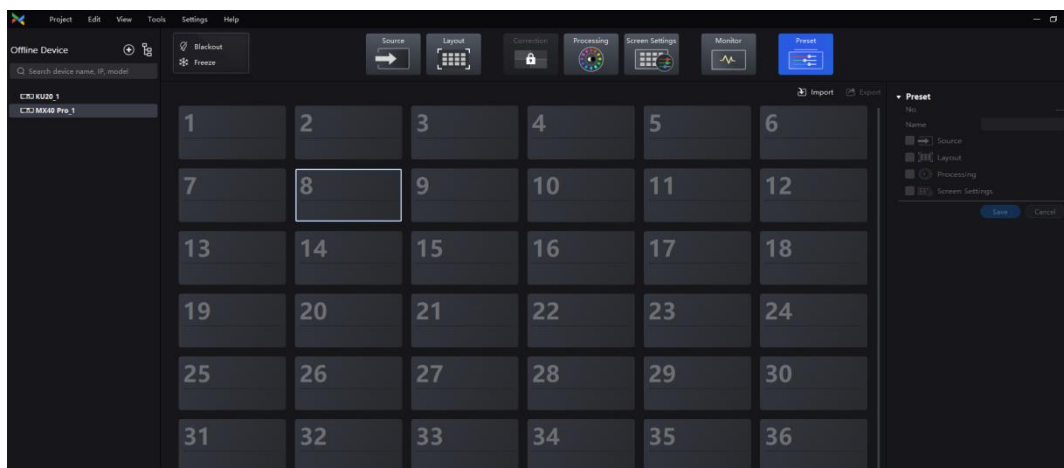 Project Edit View Tools Settings Help
Offline Device
Search device name, IP, model
KU20_1
MX40 Pro_1
Blackout
Freeze
Source Layout Correction Processing Screen Settings Monitor Preset
Import Export
1 2 3 4 5 6
7 8 9 10 11 12
13 14 15 16 17 18
19 20 21 22 23 24
25 26 27 28 29 30
31 32 33 34 35 36
Preset
No.
Name
Source
Layout
Processing
Screen Settings
Save Cancel